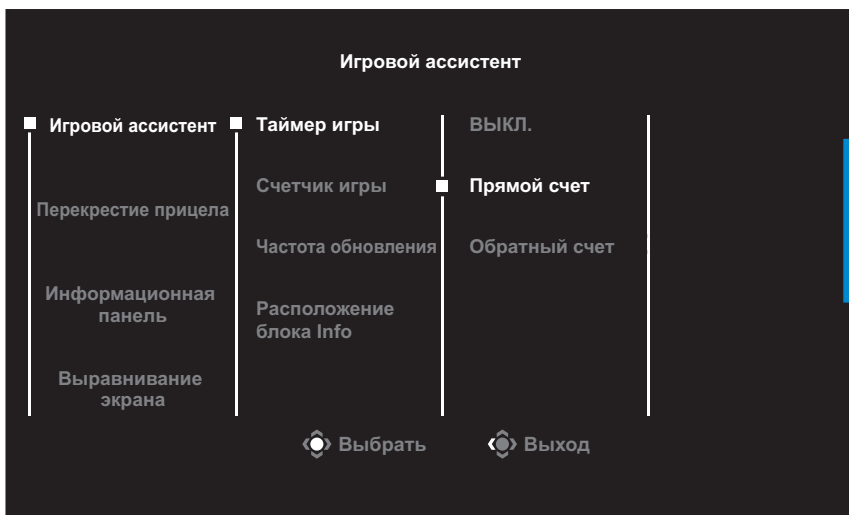 Игровой ассистент
Игровой ассистент
Перекрестие прицела
Информационная
панель
Выравнивание
экрана
Таймер игры
Счетчик игры
Частота обновления
Расположение
блока Info
ВЫКЛ.
Прямой счет
Обратный счет
Выбрать
Выход